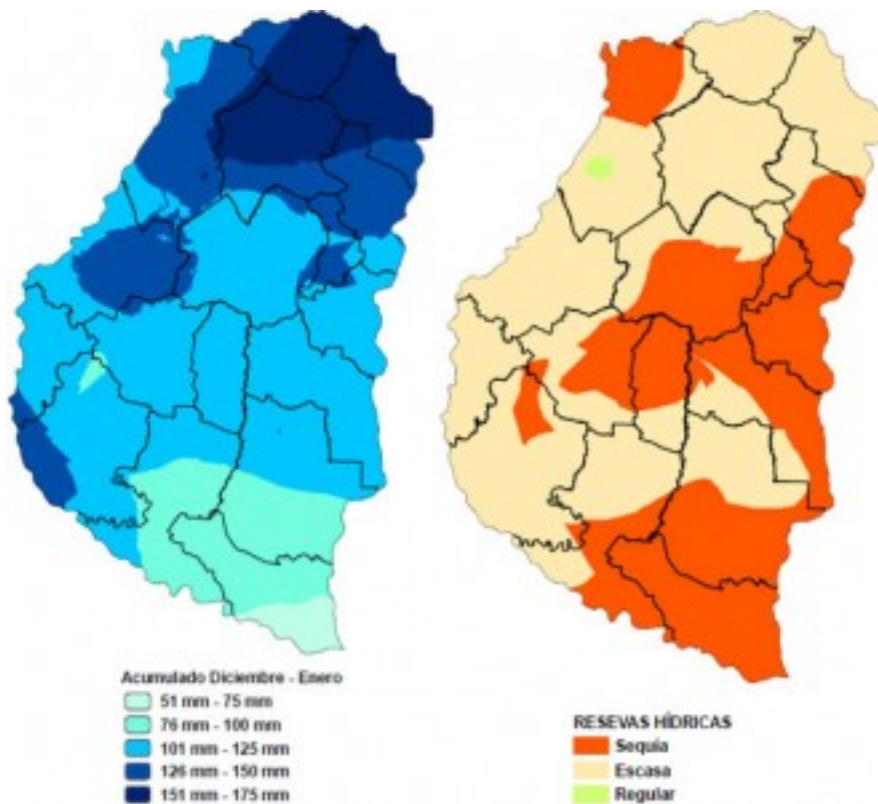 Acumulado Diciembre - Enero
51 mm - 75 mm
76 mm - 100 mm
101 mm - 125 mm
126 mm - 150 mm
151 mm - 175 mm
RESEVAS HÍDRICAS
Sequía
Escasa
Regular